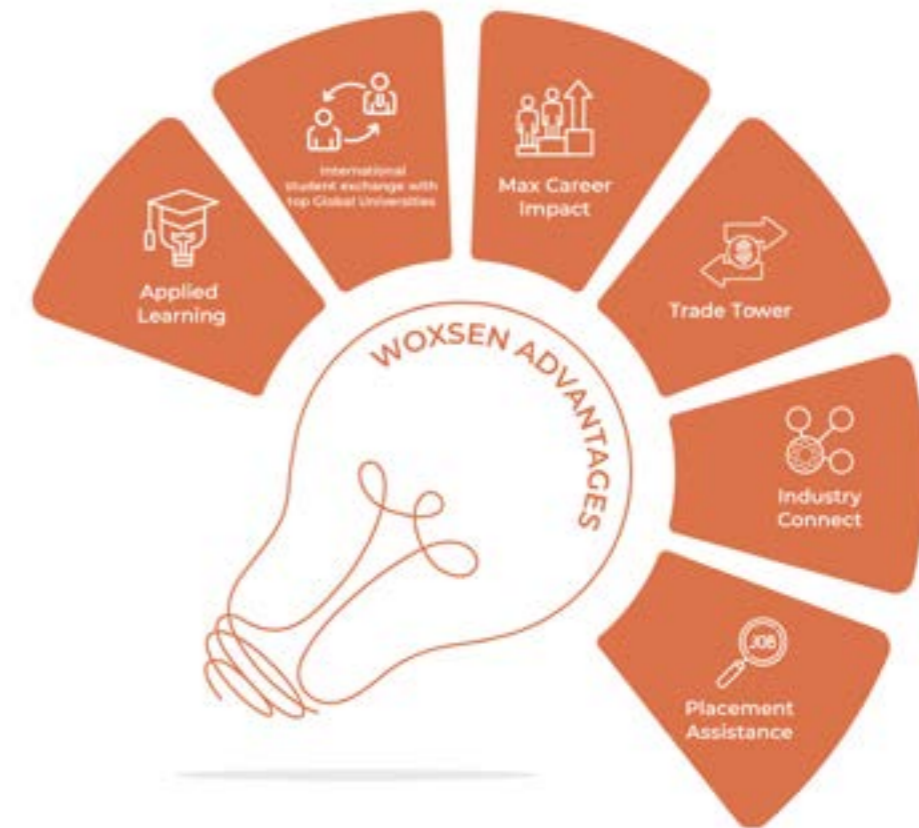 WOXSEN ADVANTAGES
Applied
Learning
International
student exchange with
top Global Universities
Max Career
Impact
Trade Tower
Industry
Connect
JOB
Placement
Assistance